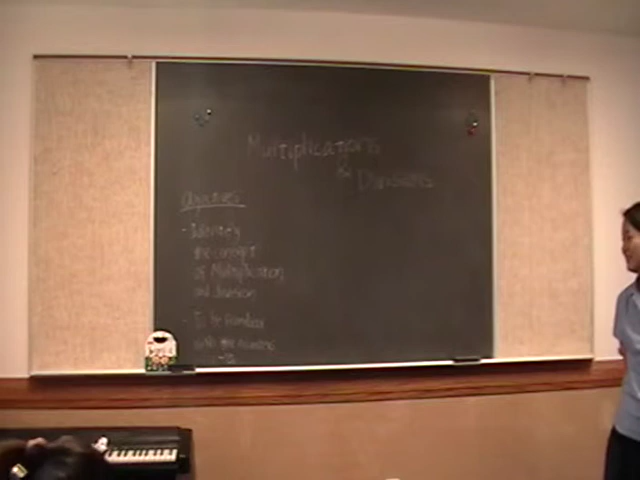 Multiplications
& Divisions
Objectives
- Identify
the concept
of Multiplication
and division
- To be familiar
with the numbers